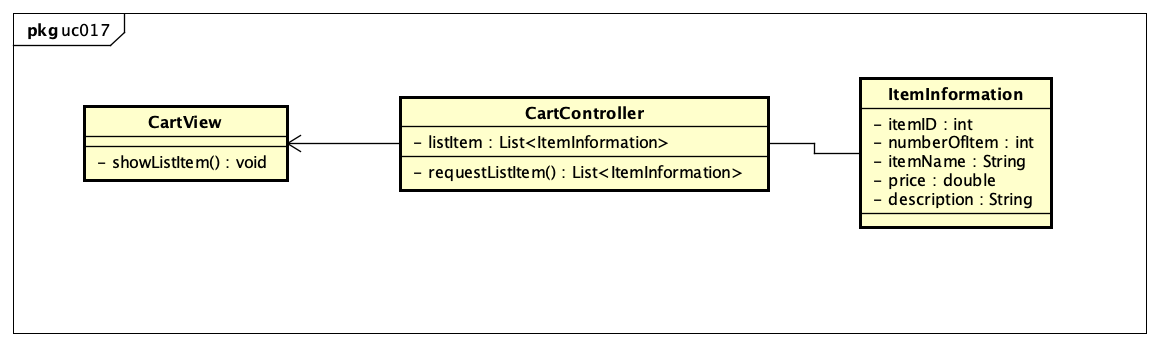 pkg uc017
CartView
- showListItem() : void
CartController
- listItem : List<ItemInformation>
- requestListItem() : List<ItemInformation>
ItemInformation
- itemID : int
- numberOfItem : int
- itemName : String
- price : double
- description : String